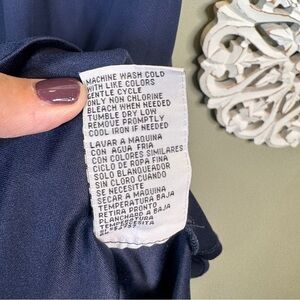 MACHINE WASH COLD
WITH LIKE COLORS
GENTLE CYCLE
ONLY NON CHLORINE
BLEACH WHEN NEEDED
TUMBLE DRY LOW
REMOVE PROMPTLY
COOL IRON IF NEEDED
LAVAR A MAQUINA
CON AGUA FRIA
CON COLORES SIMILARES
CICLO DE ROPA FINA
SOLO BLANQUEADOR
SIN CLORO CUANDO
SE NECESITE
SECAR A MAQUINA
TEMPERATURA BAJA
RETIRA PRONTO
PLANCHARD A BAJA